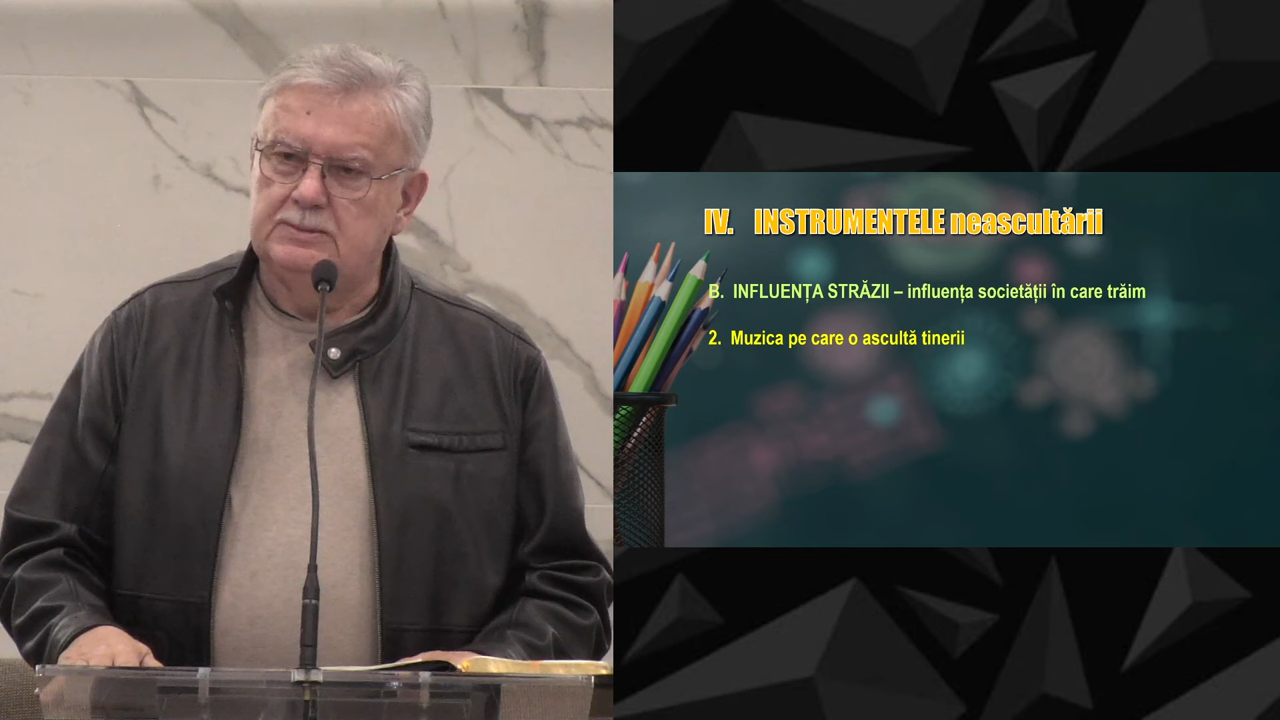 IV. INSTRUMENTELE neascultării
B. INFLUENȚA STRĂZII – influența societății în care trăim
2. Muzica pe care o ascultă tinerii